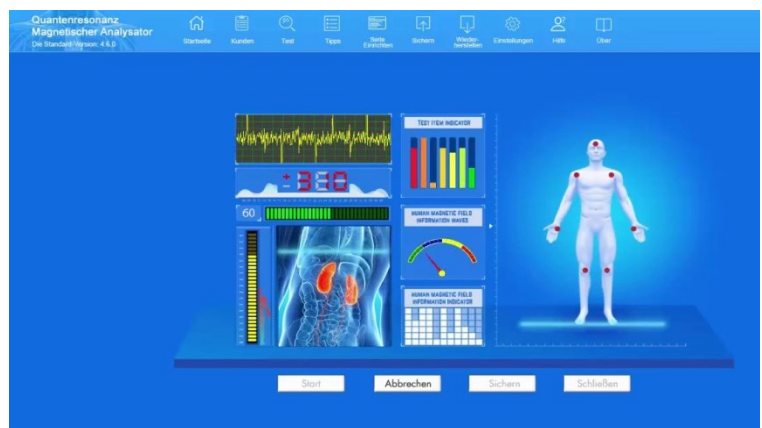 Quantenresonanz
Magnetischer Analysator
Die Standard-Version: 4.6.0
Startseite
Kunden
Test
Tipps
Seite
Einrichten
Sichern
Wieder-
herstellen
Einstellungen
Hilfe
Über
TEST ITEM INDICATOR
+
- 310
60
HUMAN MAGNETIC FIELD
INFORMATION WAVES
HUMAN MAGNETIC FIELD
INFORMATION INDICATOR
Start
Abbrechen
Sichern
Schließen